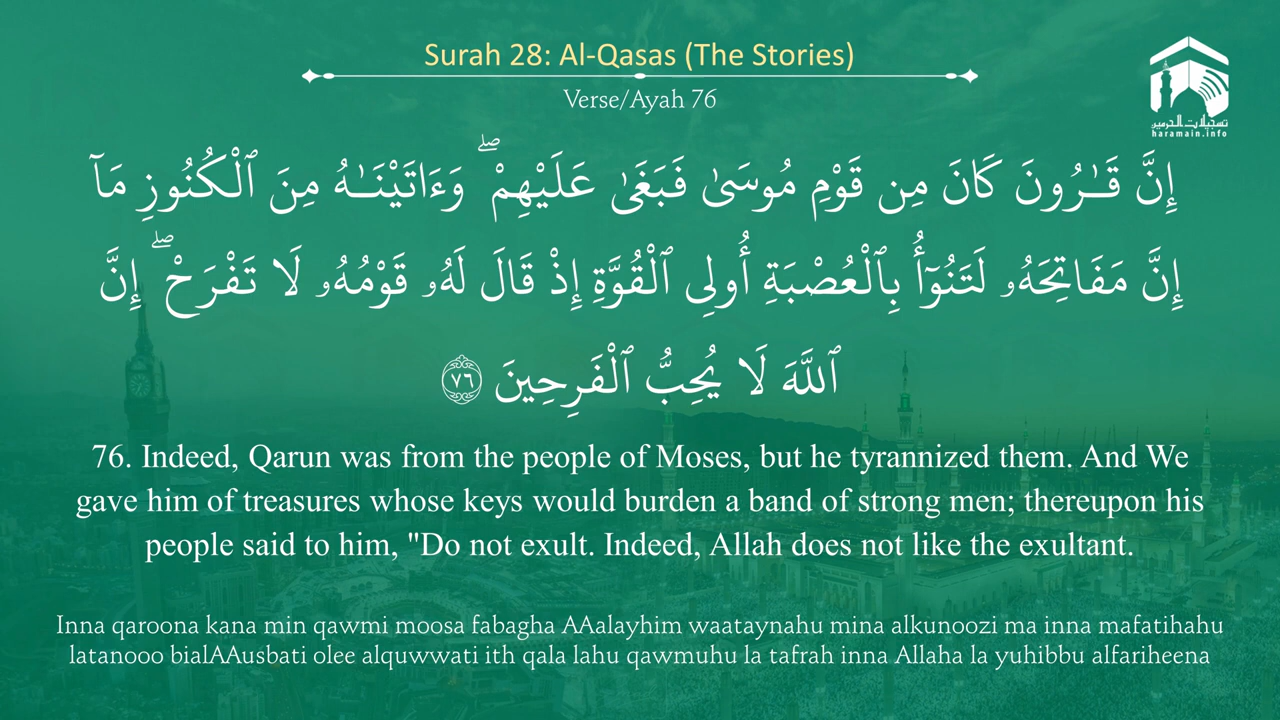 Surah 28: Al-Qasas (The Stories)
Verse/Ayah 76
تسجيلات الحرمين
haramain.info
إِنَّ قَـٰرُونَ كَانَ مِن قَوْمِ مُوسَىٰ فَبَغَىٰ عَلَيْهِمْ ۖ وَءَاتَيْنَـٰهُ مِنَ ٱلْكُنُوزِ مَآ
إِنَّ مَفَاتِحَهُۥ لَتَنُوٓأُ بِٱلْعُصْبَةِ أُولِى ٱلْقُوَّةِ إِذْ قَالَ لَهُۥ قَوْمُهُۥ لَا تَفْرَحْ ۖ إِنَّ
ٱللَّهَ لَا يُحِبُّ ٱلْفَرِحِينَ ٧٦
76. Indeed, Qarun was from the people of Moses, but he tyrannized them. And We
gave him of treasures whose keys would burden a band of strong men; thereupon his
people said to him, "Do not exult. Indeed, Allah does not like the exultant.
Inna qaroona kana min qawmi moosa fabagha AAalayhim waataynahu mina alkunoozi ma inna mafatihahu
latanooo bialAAusbati olee alquwwati ith qala lahu qawmuhu la tafrah inna Allaha la yuhibbu alfariheena